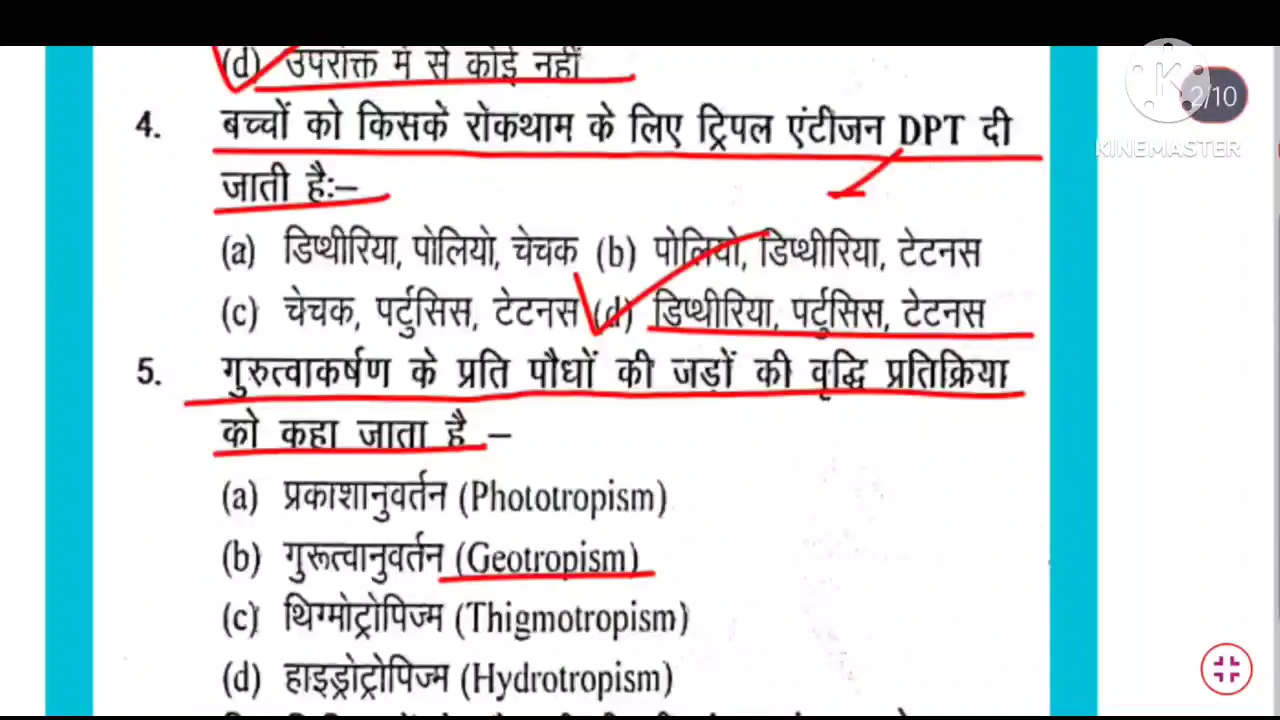 (d) उपरोक्त में से कोई नहीं
2/10
KINEMASTER
4. बच्चों को किसके रोकथाम के लिए ट्रिपल एंटीजन DPT दी
जाती है:–
(a) डिप्थीरिया, पोलियो, चेचक (b) पोलियो, डिप्थीरिया, टेटनस
(c) चेचक, पर्टुसिस, टेटनस (d) डिप्थीरिया, पर्टुसिस, टेटनस
5. गुरुत्वाकर्षण के प्रति पौधों की जड़ों की वृद्धि प्रतिक्रिया
को कहा जाता है –
(a) प्रकाशानुवर्तन (Phototropism)
(b) गुरूत्वानुवर्तन (Geotropism)
(c) थिग्मोट्रोपिज्म (Thigmotropism)
(d) हाइड्रोट्रोपिज्म (Hydrotropism)